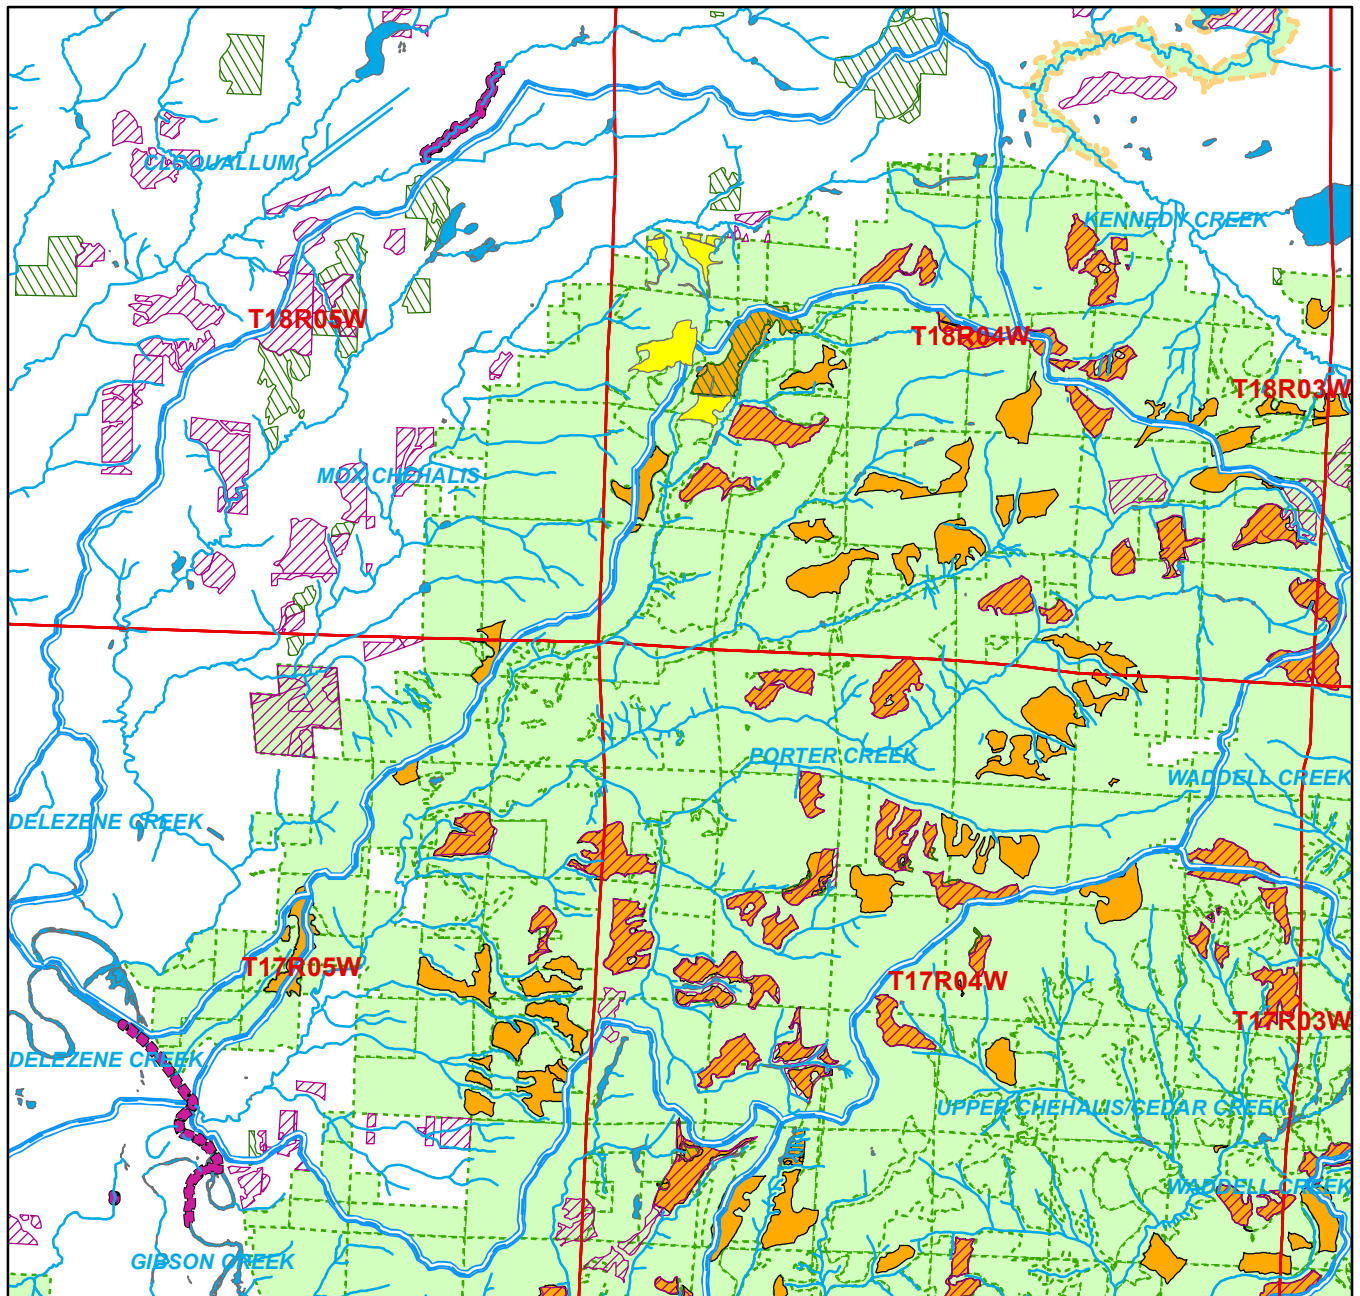 CLOQUALLUM
KENNEDY CREEK
T18R05W
T18R04W
T18R03W
MOX CHEHALIS
PORTER CREEK
WADDELL CREEK
DELEZENE CREEK
T17R05W
T17R04W
T17R03W
DELEZENE CREEK
UPPER CHEHALIS/CEDAR CREEK
WADDELL CREEK
GIBSON CREEK